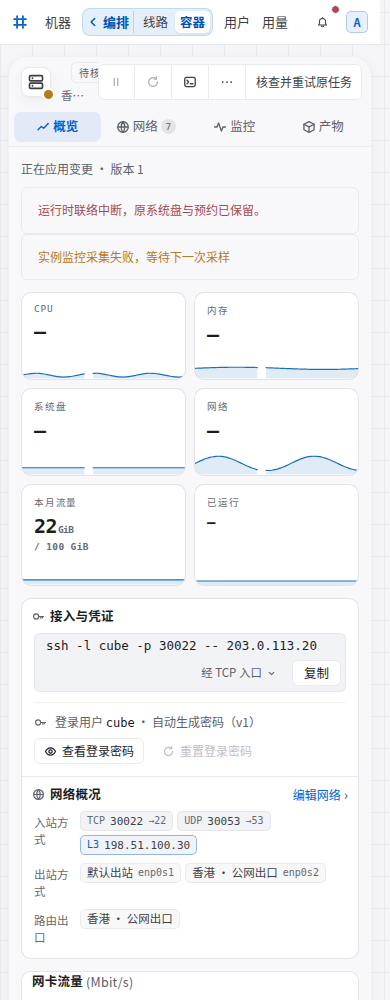 机器 编排 线路 容器 用户 用量 A
待核
香… 核查并重试原任务
概览 网络 7 监控 产物
正在应用变更 · 版本 1
运行时联络中断，原系统盘与预约已保留。
实例监控采集失败，等待下一次采样
CPU 内存
— —
系统盘 网络
— —
本月流量 已运行
22 GiB —
/ 100 GiB
接入与凭证
ssh -l cube -p 30022 -- 203.0.113.20
经 TCP 入口 复制
登录用户 cube · 自动生成密码（v1）
查看登录密码 重置登录密码
网络概况 编辑网络 ›
入站方式 TCP 30022 →22 UDP 30053 →53
L3 198.51.100.30
出站方式 默认出站 enp0s1 香港 · 公网出口 enp0s2
路由出口 香港 · 公网出口
网卡流量 (Mbit/s)